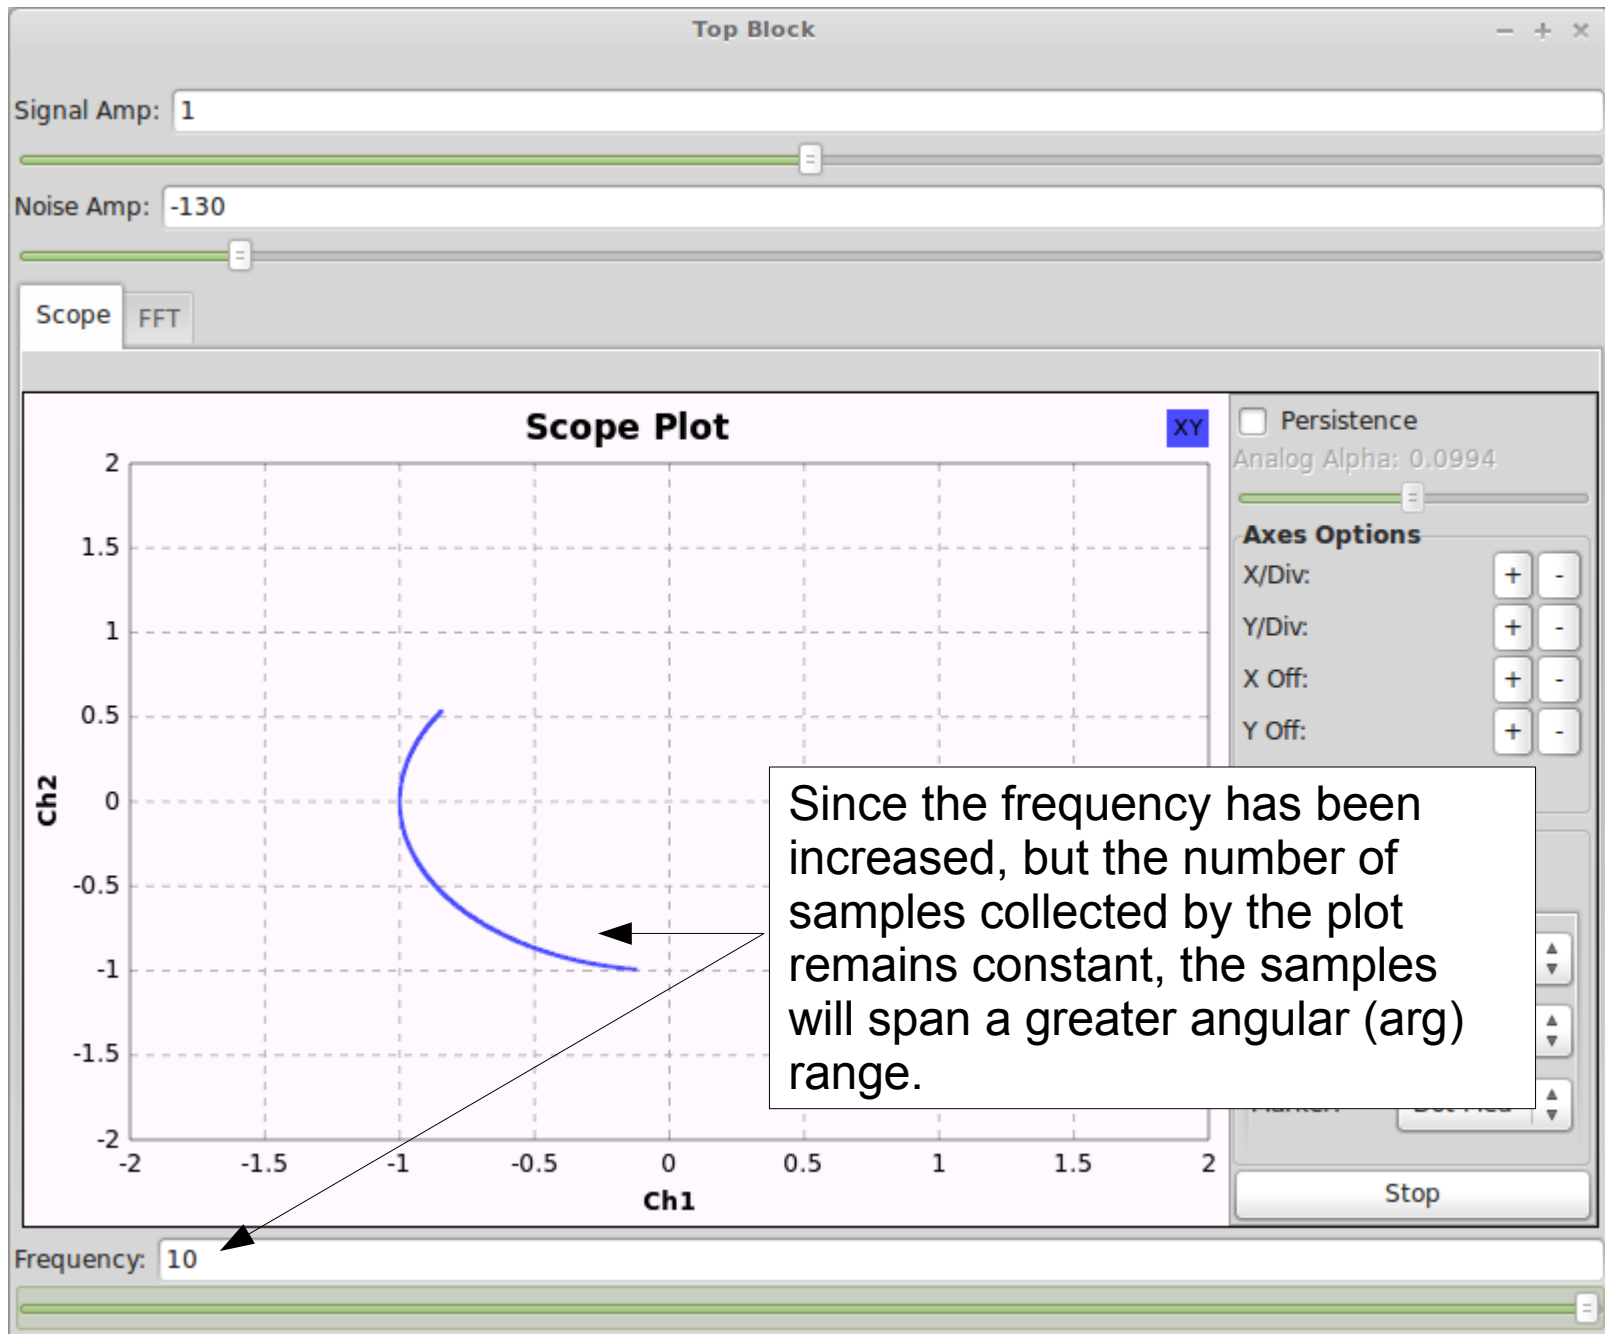 Top Block
Signal Amp: 1
Noise Amp: -130
Scope FFT
Scope Plot
XY
Persistence
Analog Alpha: 0.0994
Axes Options
X/Div: + -
Y/Div: + -
X Off: + -
Y Off: + -
2
1.5
1
0.5
0
-0.5
-1
-1.5
-2
Ch2
-2 -1.5 -1 -0.5 0 0.5 1 1.5 2
Ch1
Since the frequency has been
increased, but the number of
samples collected by the plot
remains constant, the samples
will span a greater angular (arg)
range.
Stop
Frequency: 10